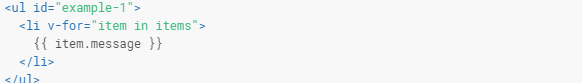 <ul id="example-1">
  <li v-for="item in items">
    {{ item.message }}
  </li>
</ul>